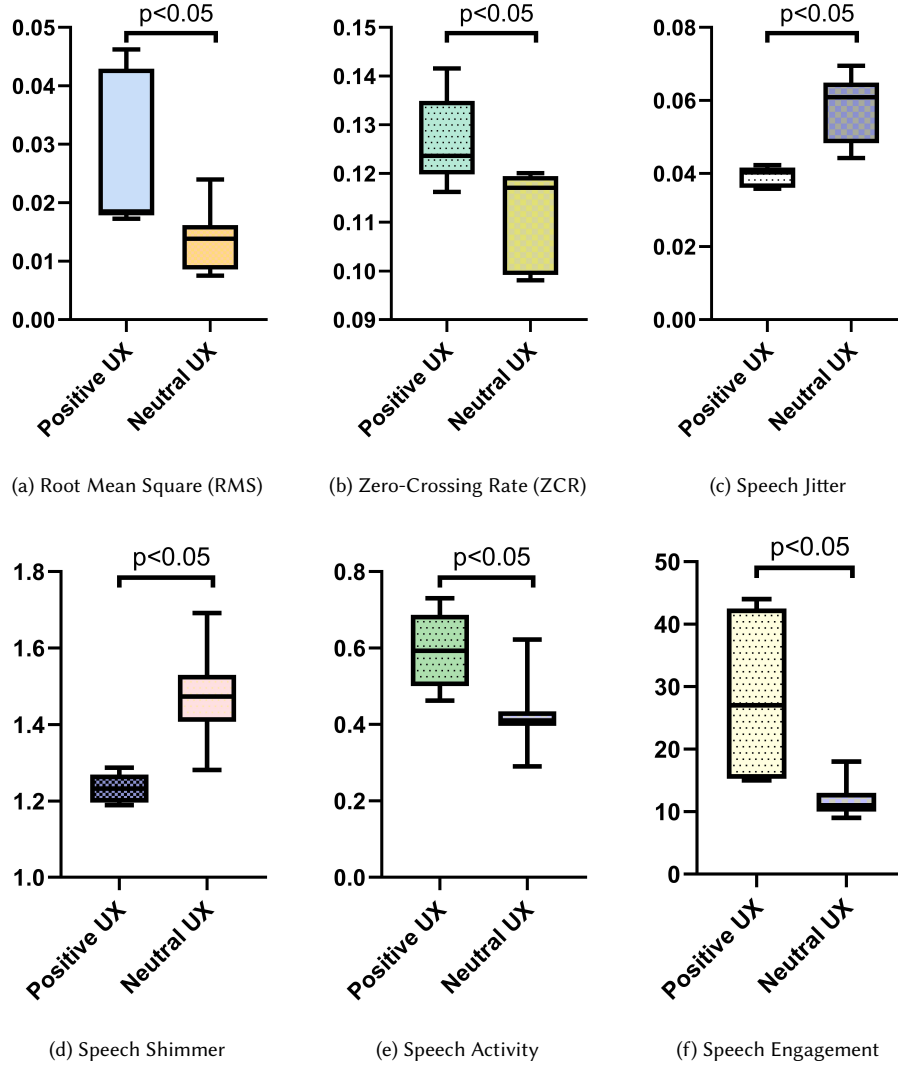 p<0.05
0.05
0.04
0.03
0.02
0.01
0.00
Positive UX
Neutral UX
(a) Root Mean Square (RMS)
p<0.05
0.15
0.14
0.13
0.12
0.11
0.10
0.09
Positive UX
Neutral UX
(b) Zero-Crossing Rate (ZCR)
p<0.05
0.08
0.06
0.04
0.02
0.00
Positive UX
Neutral UX
(c) Speech Jitter
p<0.05
1.8
1.6
1.4
1.2
1.0
Positive UX
Neutral UX
(d) Speech Shimmer
p<0.05
0.8
0.6
0.4
0.2
0.0
Positive UX
Neutral UX
(e) Speech Activity
p<0.05
50
40
30
20
10
0
Positive UX
Neutral UX
(f) Speech Engagement